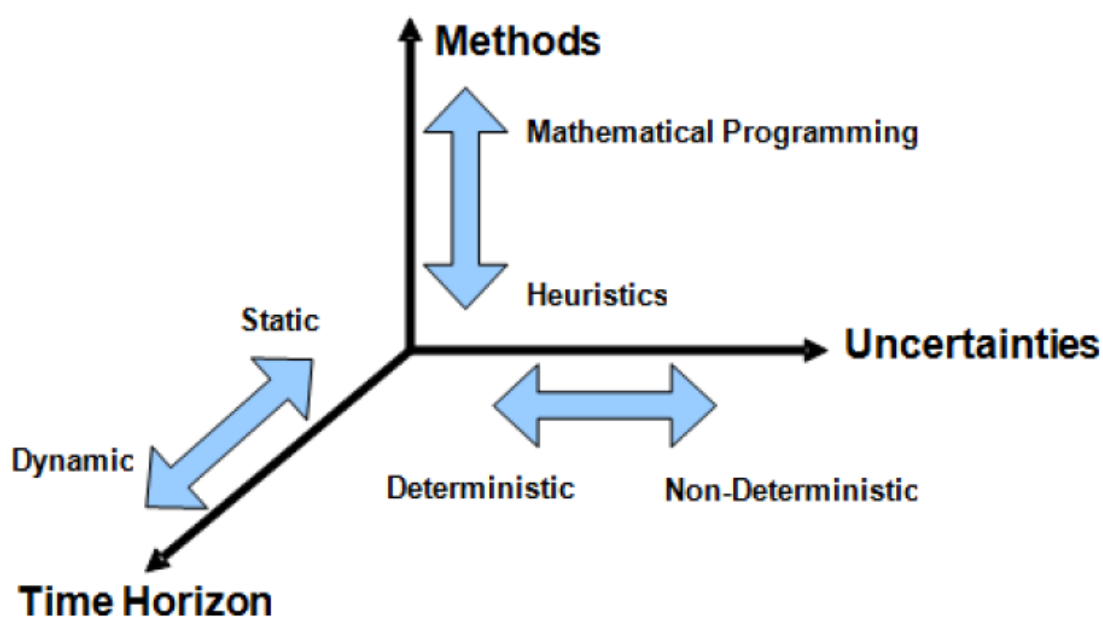 Methods
Mathematical Programming
Heuristics
Static
Uncertainties
Dynamic
Deterministic
Non-Deterministic
Time Horizon